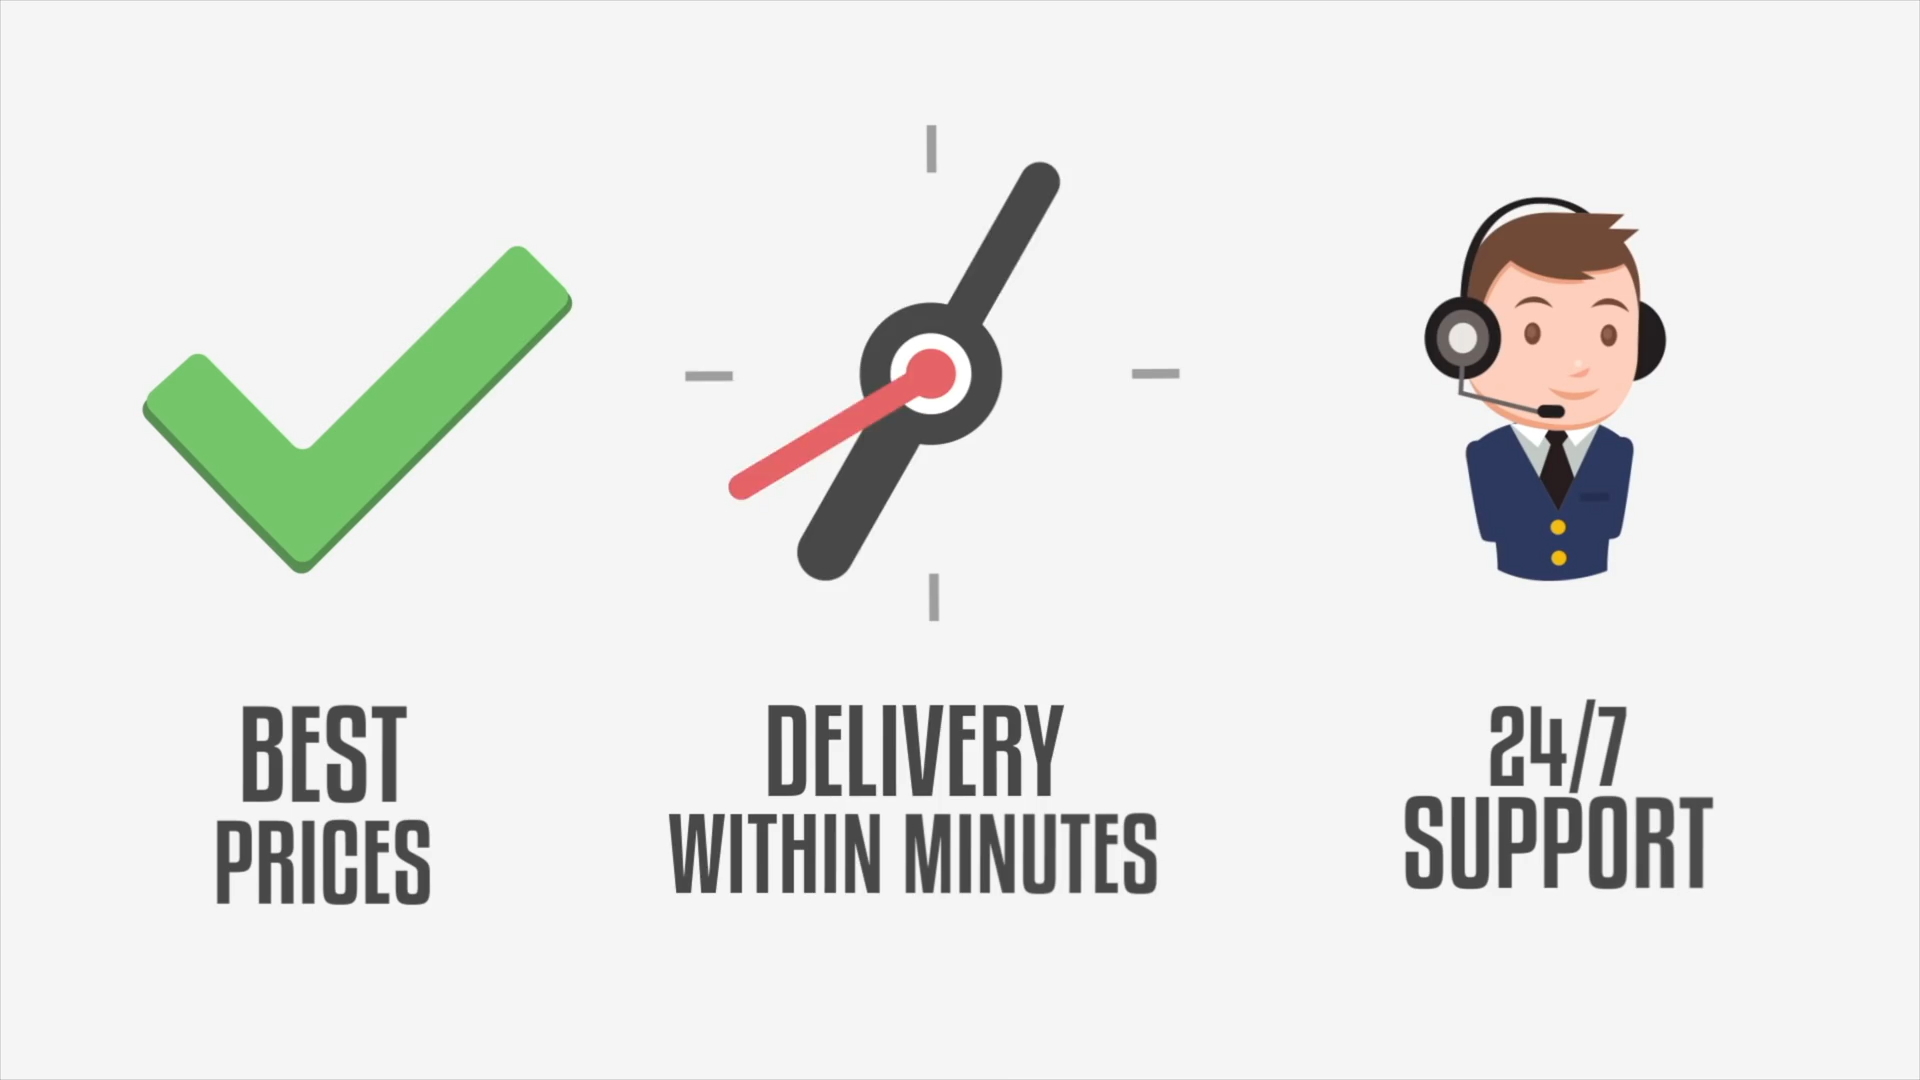 BEST
PRICES
DELIVERY
WITHIN MINUTES
24/7
SUPPORT